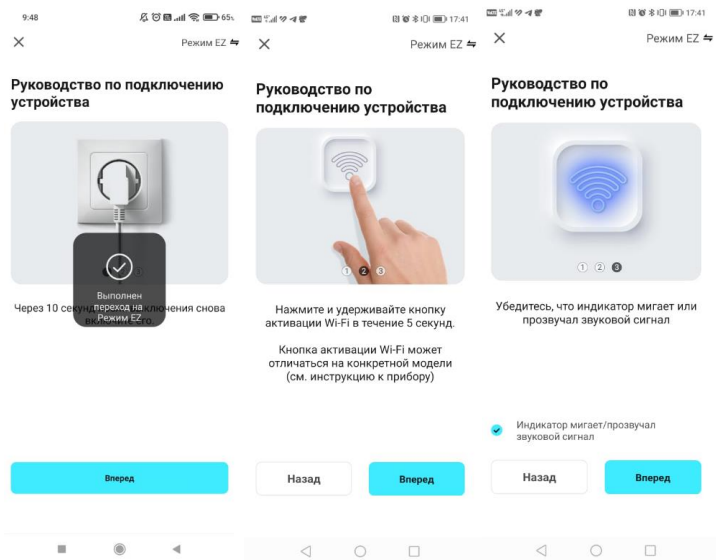 9:48
65%
Режим EZ
Руководство по подключению
устройства
Выполнен
переход на
Режим EZ
Через 10 секунд после отключения снова
включите его.
Вперед
17:41
Режим EZ
Руководство по
подключению устройства
1 2 3
Нажмите и удерживайте кнопку
активации Wi-Fi в течение 5 секунд.
Кнопка активации Wi-Fi может
отличаться на конкретной модели
(см. инструкцию к прибору)
Назад
Вперед
17:41
Режим EZ
Руководство по
подключению устройства
1 2 3
Убедитесь, что индикатор мигает или
прозвучал звуковой сигнал
Индикатор мигает/прозвучал
звуковой сигнал
Назад
Вперед